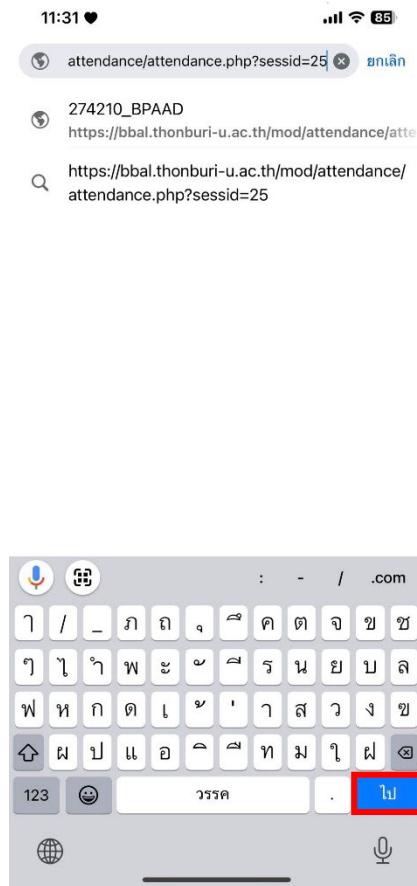 11:31
85
attendance/attendance.php?sessid=25 ยกเลิก
274210_BPAAD
https://bbal.thonburi-u.ac.th/mod/attendance/atte
https://bbal.thonburi-u.ac.th/mod/attendance/
attendance.php?sessid=25
: - / .com
ๅ / _ ภ ถ ุ ึ ค ต จ ข ช
ๆ ไ ำ พ ะ ั ี ร น ย บ ล
ฟ ห ก ด เ ้ ่ า ส ว ง ฃ
ผ ป แ อ ิ ื ท ม ใ ฝ
123 วรรค . ไป